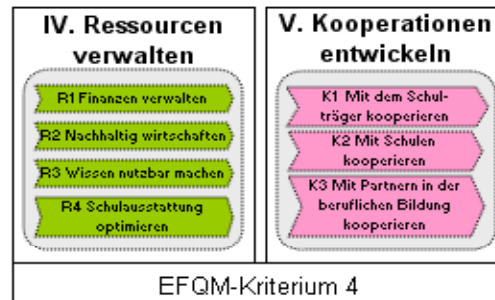 IV. Ressourcen
verwalten
R1 Finanzen verwalten
R2 Nachhaltig wirtschaften
R3 Wissen nutzbar machen
R4 Schulausstattung
optimieren
V. Kooperationen
entwickeln
K1 Mit dem Schul-
träger kooperieren
K2 Mit Schulen
kooperieren
K3 Mit Partnern in der
beruflichen Bildung
kooperieren
EFQM-Kriterium 4